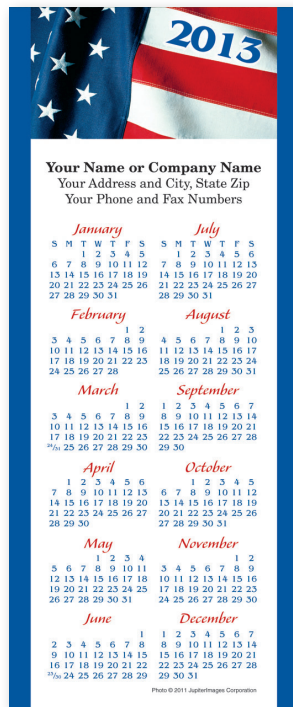 2013
Your Name or Company Name
Your Address and City, State Zip
Your Phone and Fax Numbers
January
S M T W T F S
1 2 3 4 5
6 7 8 9 10 11 12
13 14 15 16 17 18 19
20 21 22 23 24 25 26
27 28 29 30 31
February
1 2
3 4 5 6 7 8 9
10 11 12 13 14 15 16
17 18 19 20 21 22 23
24 25 26 27 28
March
1 2
3 4 5 6 7 8 9
10 11 12 13 14 15 16
17 18 19 20 21 22 23
24/31 25 26 27 28 29 30
April
1 2 3 4 5 6
7 8 9 10 11 12 13
14 15 16 17 18 19 20
21 22 23 24 25 26 27
28 29 30
May
1 2 3 4
5 6 7 8 9 10 11
12 13 14 15 16 17 18
19 20 21 22 23 24 25
26 27 28 29 30 31
June
1
2 3 4 5 6 7 8
9 10 11 12 13 14 15
16 17 18 19 20 21 22
23/30 24 25 26 27 28 29
July
S M T W T F S
1 2 3 4 5 6
7 8 9 10 11 12 13
14 15 16 17 18 19 20
21 22 23 24 25 26 27
28 29 30 31
August
1 2 3
4 5 6 7 8 9 10
11 12 13 14 15 16 17
18 19 20 21 22 23 24
25 26 27 28 29 30 31
September
1 2 3 4 5 6 7
8 9 10 11 12 13 14
15 16 17 18 19 20 21
22 23 24 25 26 27 28
29 30
October
1 2 3 4 5
6 7 8 9 10 11 12
13 14 15 16 17 18 19
20 21 22 23 24 25 26
27 28 29 30 31
November
1 2
3 4 5 6 7 8 9
10 11 12 13 14 15 16
17 18 19 20 21 22 23
24 25 26 27 28 29 30
December
1 2 3 4 5 6 7
8 9 10 11 12 13 14
15 16 17 18 19 20 21
22 23 24 25 26 27 28
29 30 31
Photo © 2011 JupiterImages Corporation